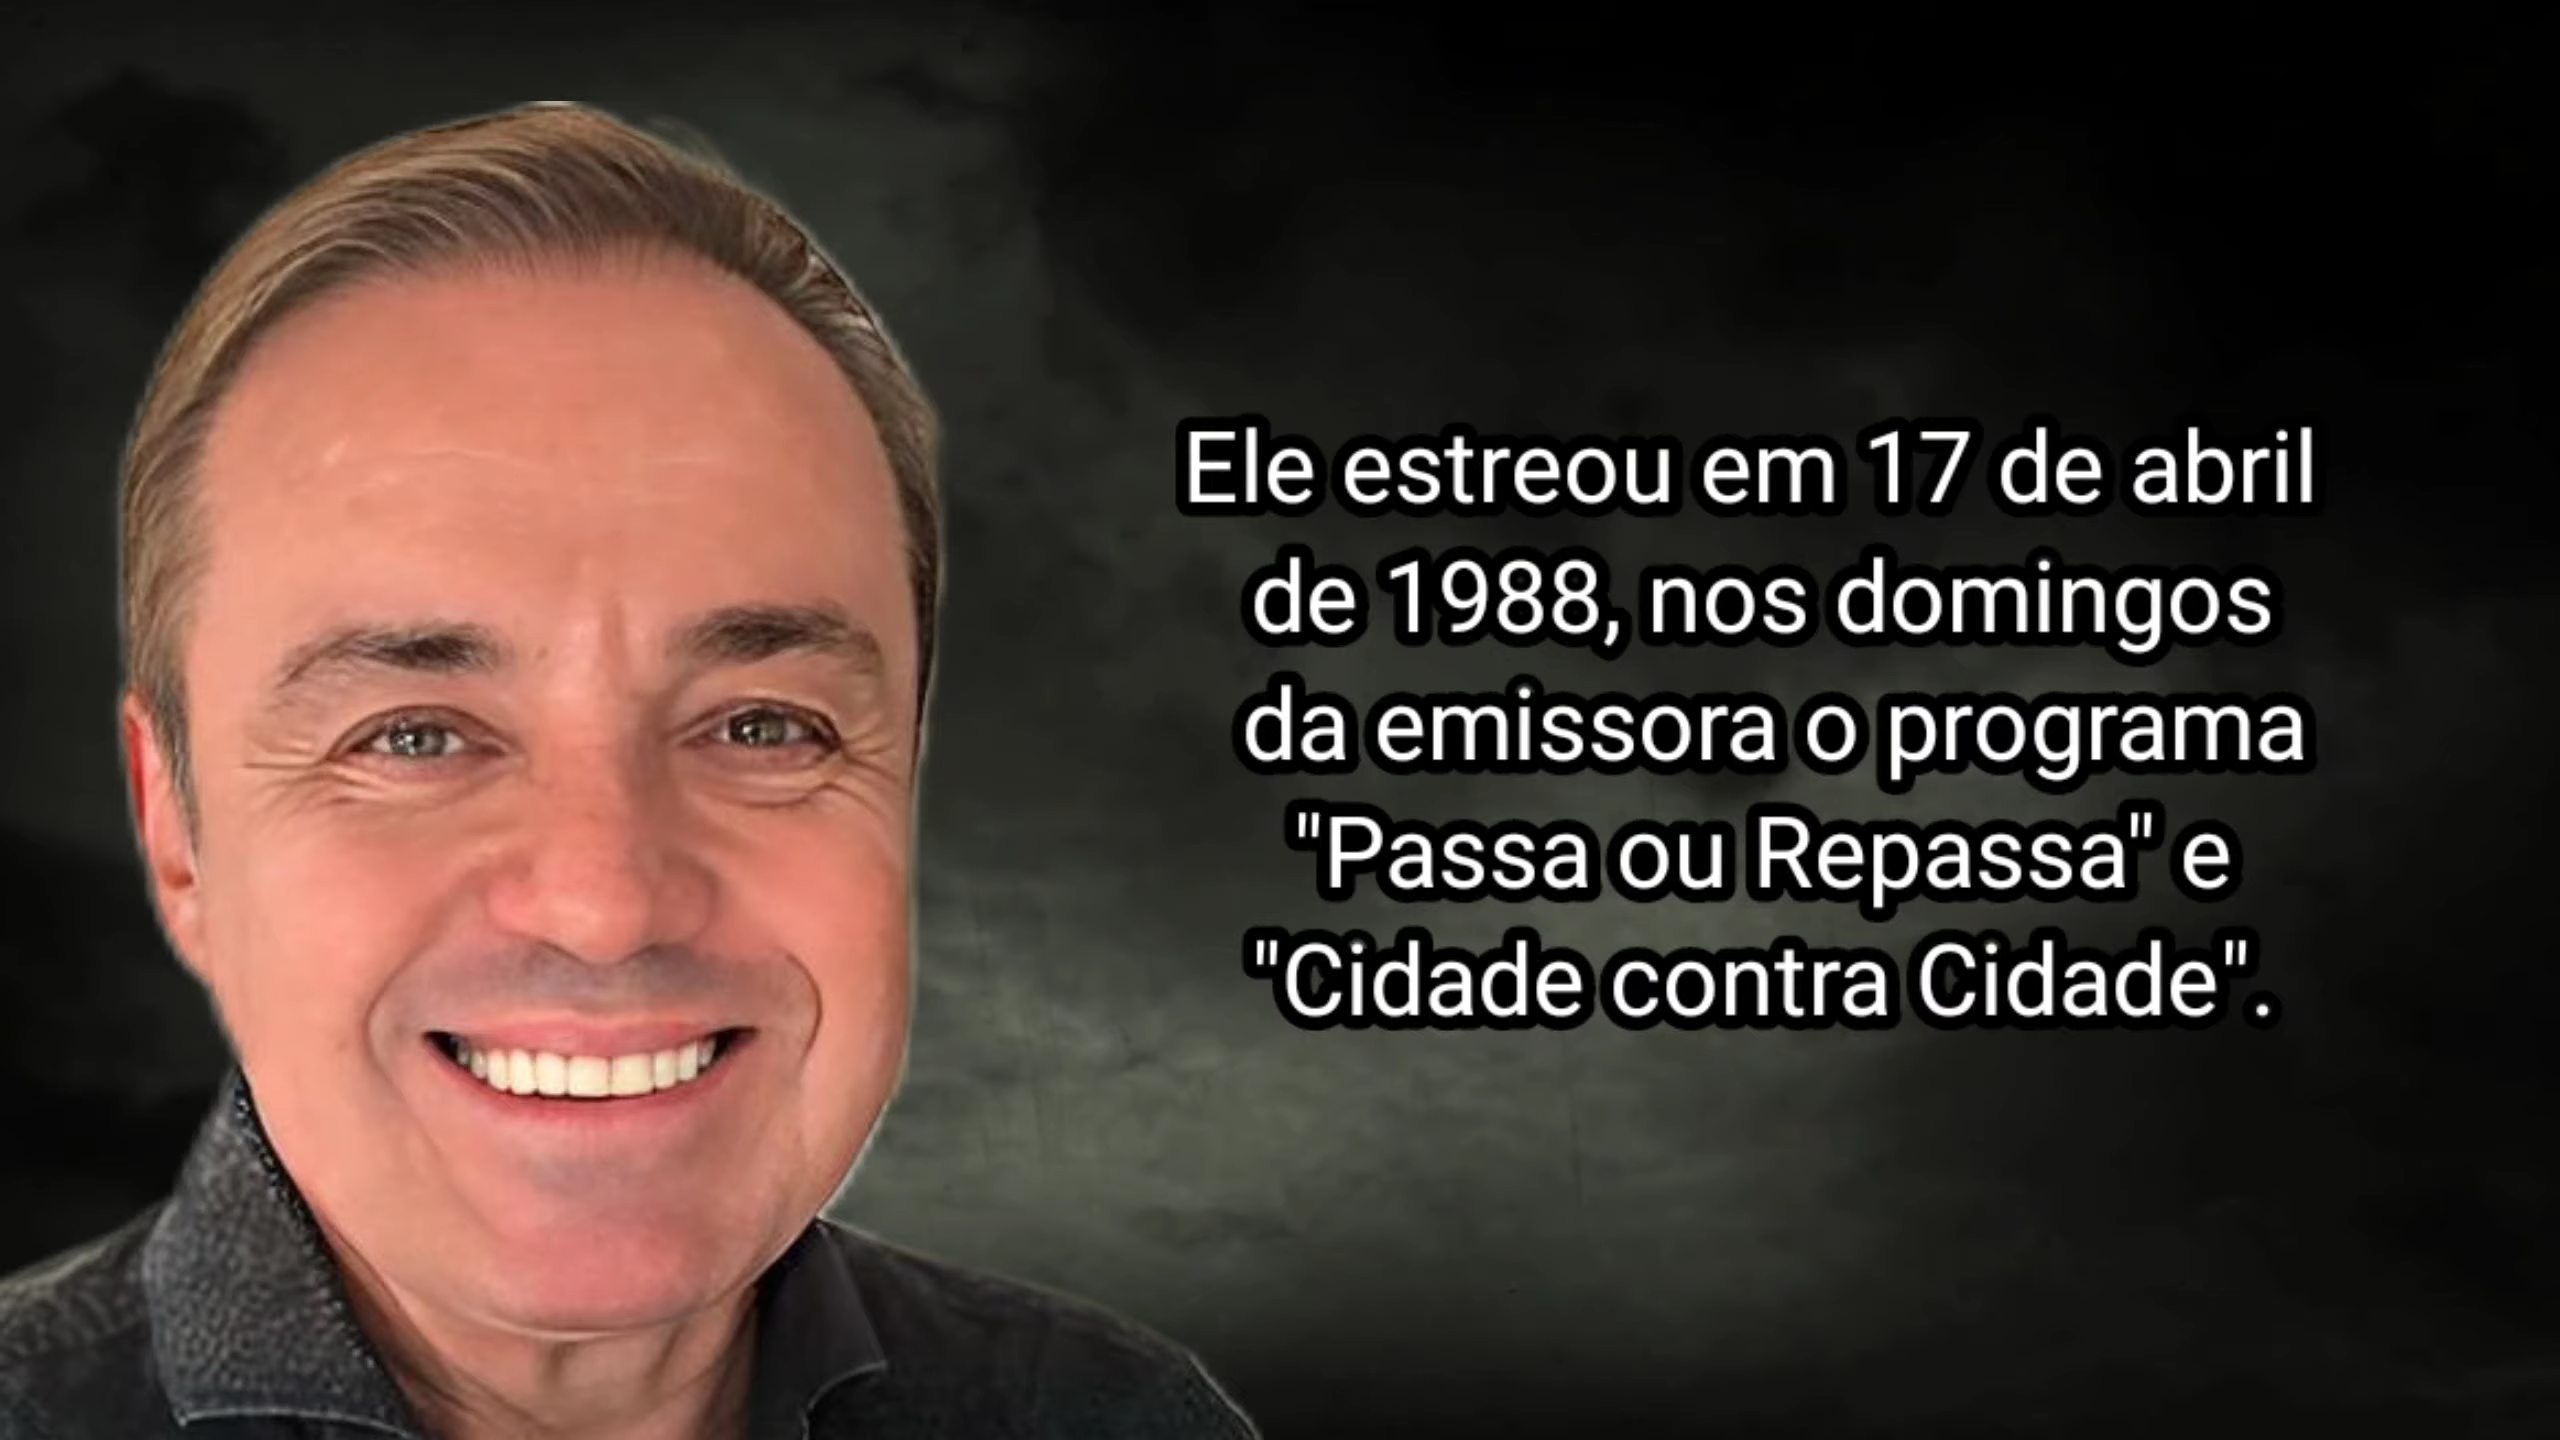 Ele estreou em 17 de abril
de 1988, nos domingos
da emissora o programa
"Passa ou Repassa" e
"Cidade contra Cidade".